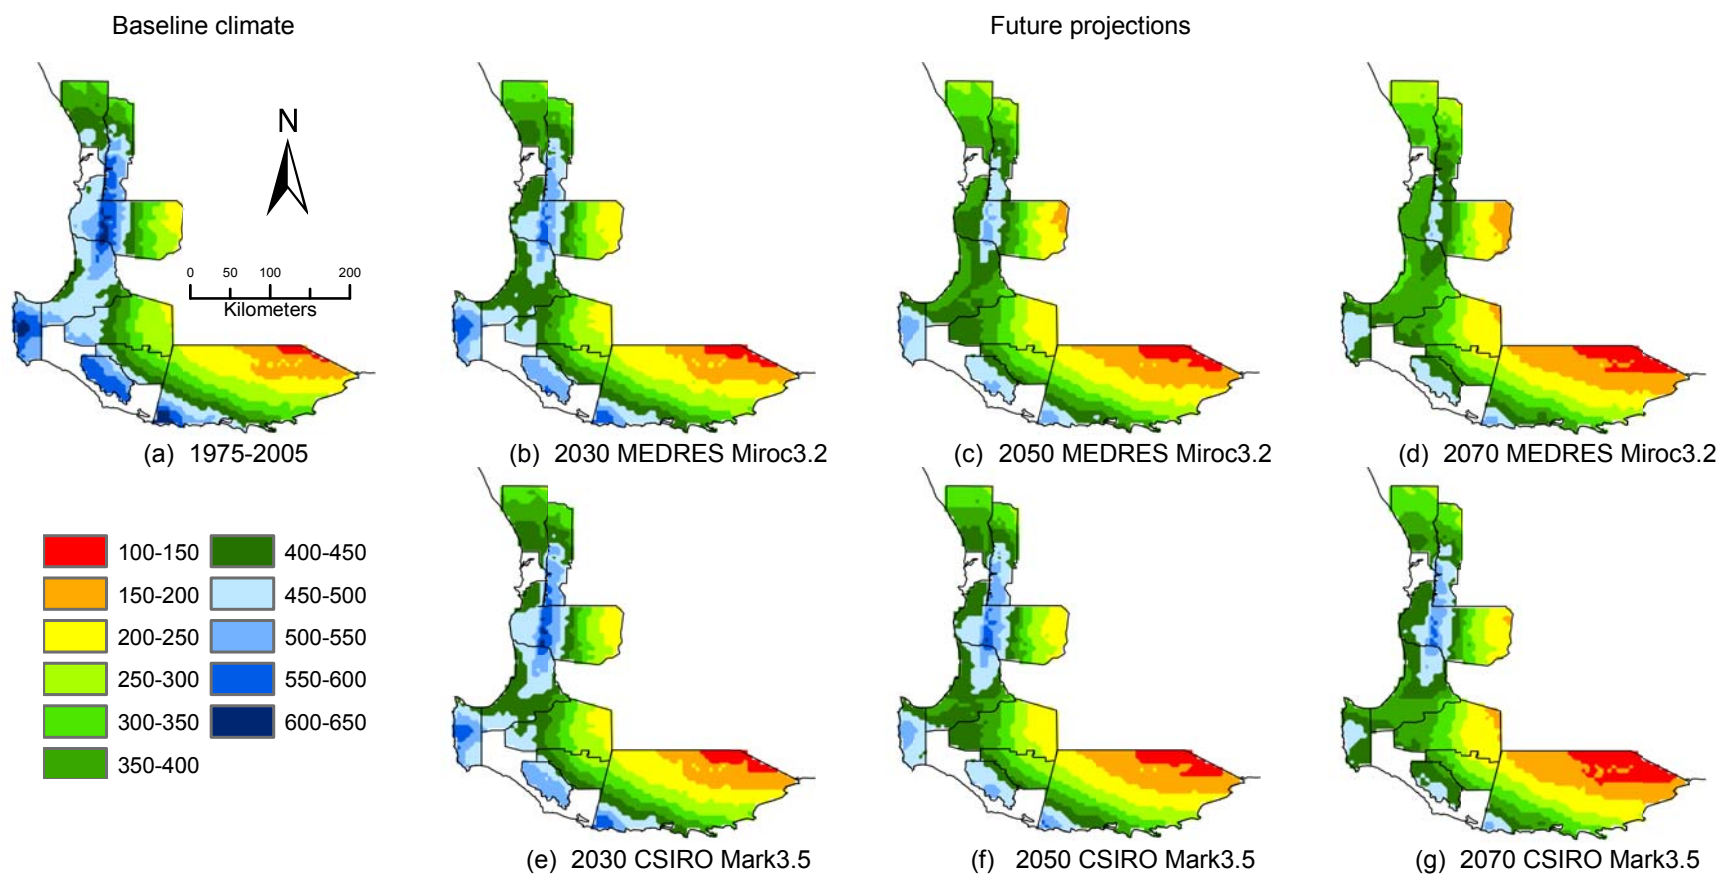 Baseline climate
Future projections
N
0 50 100 200
Kilometers
(a) 1975-2005
(b) 2030 MEDRES Miroc3.2
(c) 2050 MEDRES Miroc3.2
(d) 2070 MEDRES Miroc3.2
100-150
150-200
200-250
250-300
300-350
350-400
400-450
450-500
500-550
550-600
600-650
(e) 2030 CSIRO Mark3.5
(f) 2050 CSIRO Mark3.5
(g) 2070 CSIRO Mark3.5